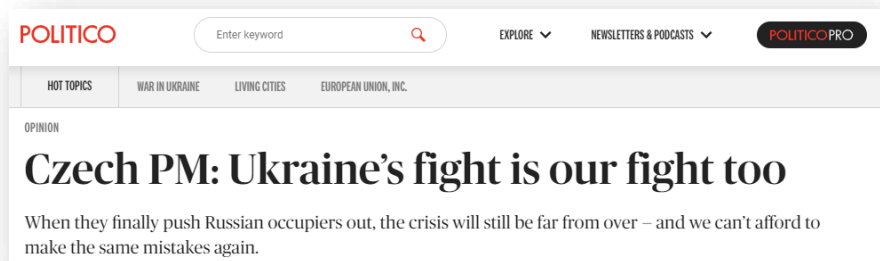 POLITICO
Enter keyword
EXPLORE
NEWSLETTERS & PODCASTS
POLITICOPRO
HOT TOPICS
WAR IN UKRAINE
LIVING CITIES
EUROPEAN UNION, INC.
OPINION
Czech PM: Ukraine’s fight is our fight too
When they finally push Russian occupiers out, the crisis will still be far from over — and we can’t afford to
make the same mistakes again.